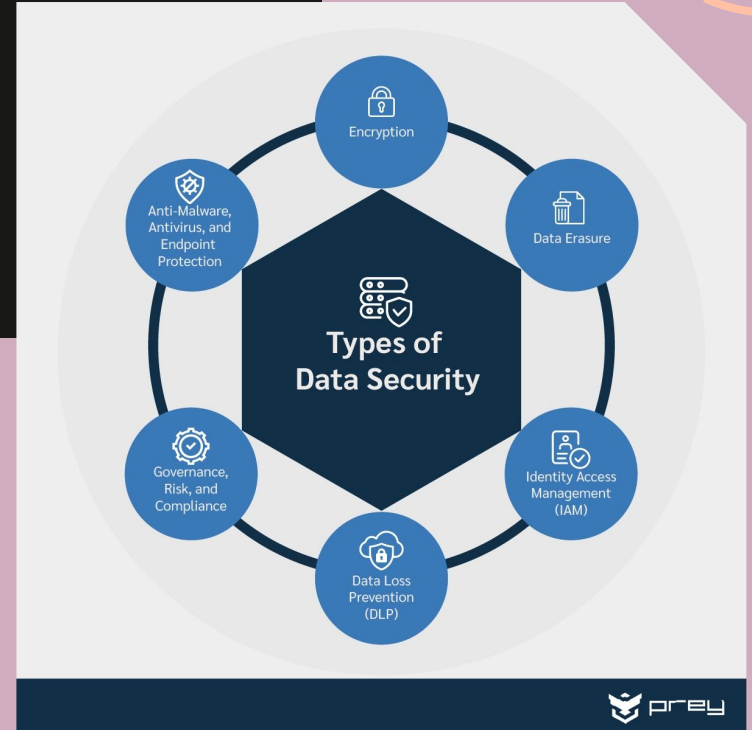 Encryption
Data Erasure
Identity Access
Management
(IAM)
Data Loss
Prevention
(DLP)
Governance,
Risk, and
Compliance
Anti-Malware,
Antivirus, and
Endpoint
Protection
Types of
Data Security
prey